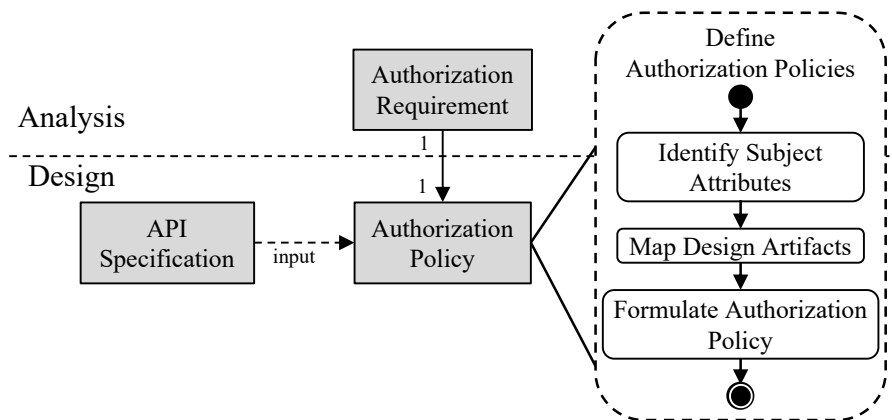 Define
Authorization Policies
Authorization
Requirement
Analysis
1
Identify Subject
Attributes
Design
1
API
Specification
input
Authorization
Policy
Map Design Artifacts
Formulate Authorization
Policy